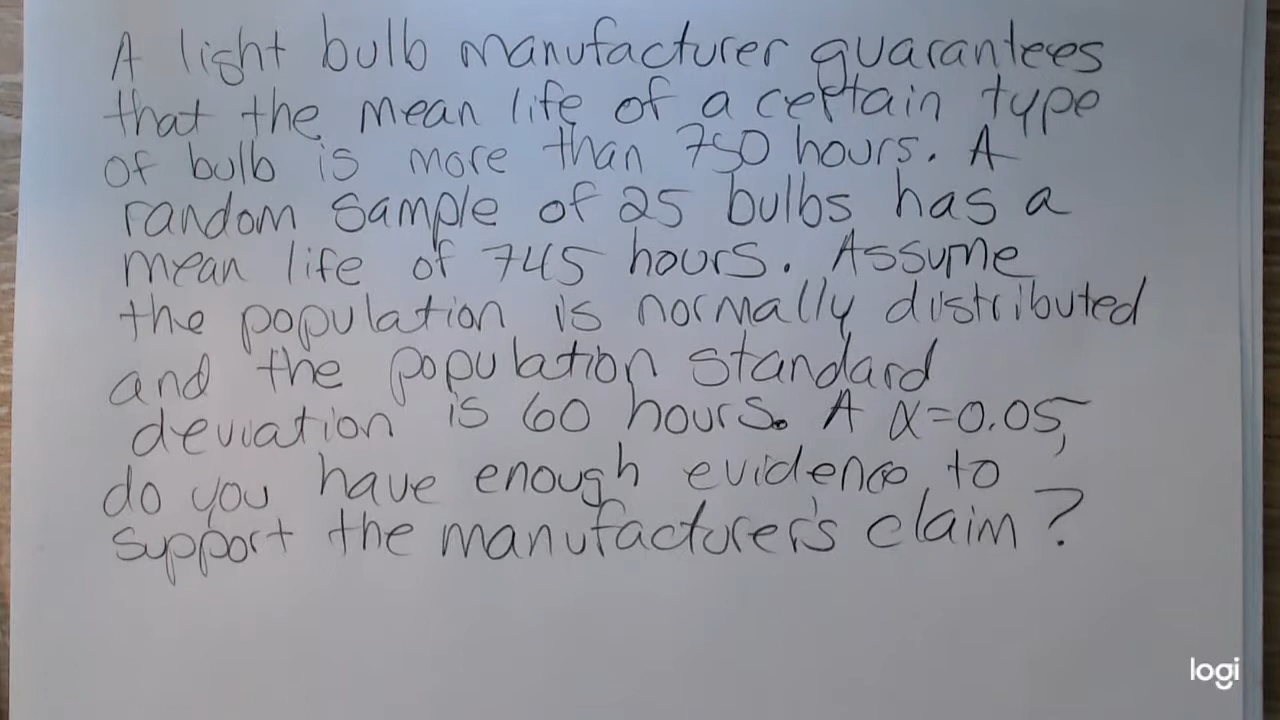 A light bulb manufacturer guarantees
that the mean life of a certain type
of bulb is more than 750 hours. A
random sample of 25 bulbs has a
mean life of 745 hours. Assume
the population is normally distributed
and the population standard
deviation is 60 hours. A α=0.05,
do you have enough evidence to
support the manufacturer's claim?
logi